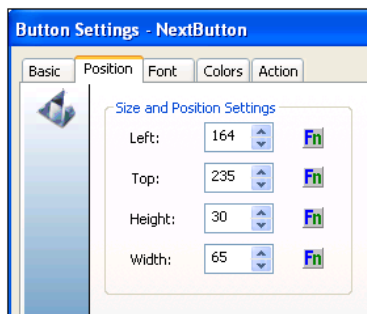 Button Settings - NextButton
Basic Position Font Colors Action
Size and Position Settings
Left: 164 Fn
Top: 235 Fn
Height: 30 Fn
Width: 65 Fn